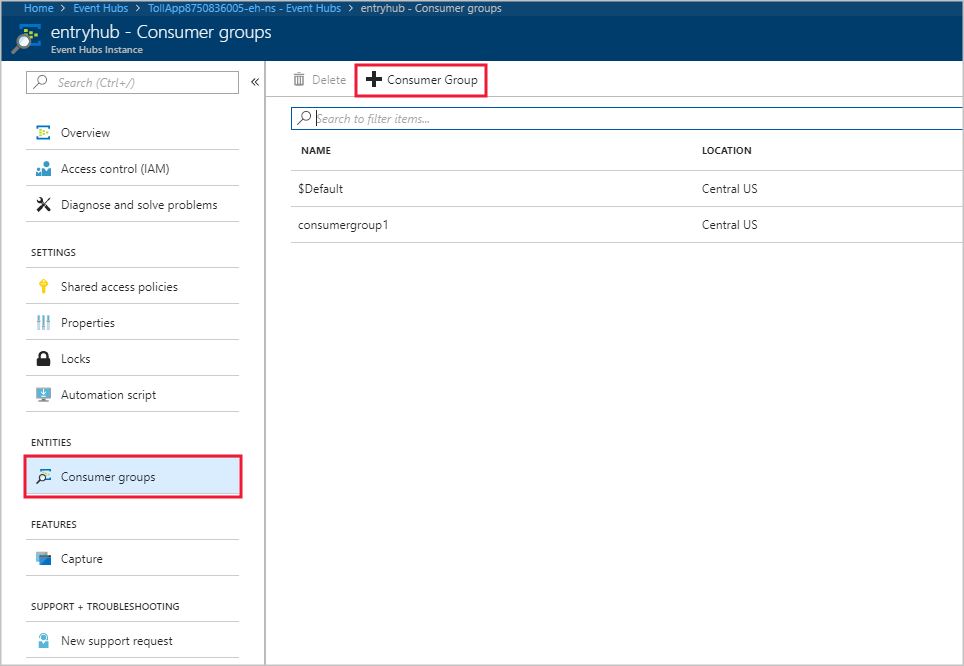 Home > Event Hubs > TollApp8750836005-eh-ns - Event Hubs > entryhub - Consumer groups
entryhub - Consumer groups
Event Hubs Instance
Search (Ctrl+/)
«
Overview
Access control (IAM)
Diagnose and solve problems
SETTINGS
Shared access policies
Properties
Locks
Automation script
ENTITIES
Consumer groups
FEATURES
Capture
SUPPORT + TROUBLESHOOTING
New support request
Delete + Consumer Group
Search to filter items...
NAME LOCATION
$Default Central US
consumergroup1 Central US